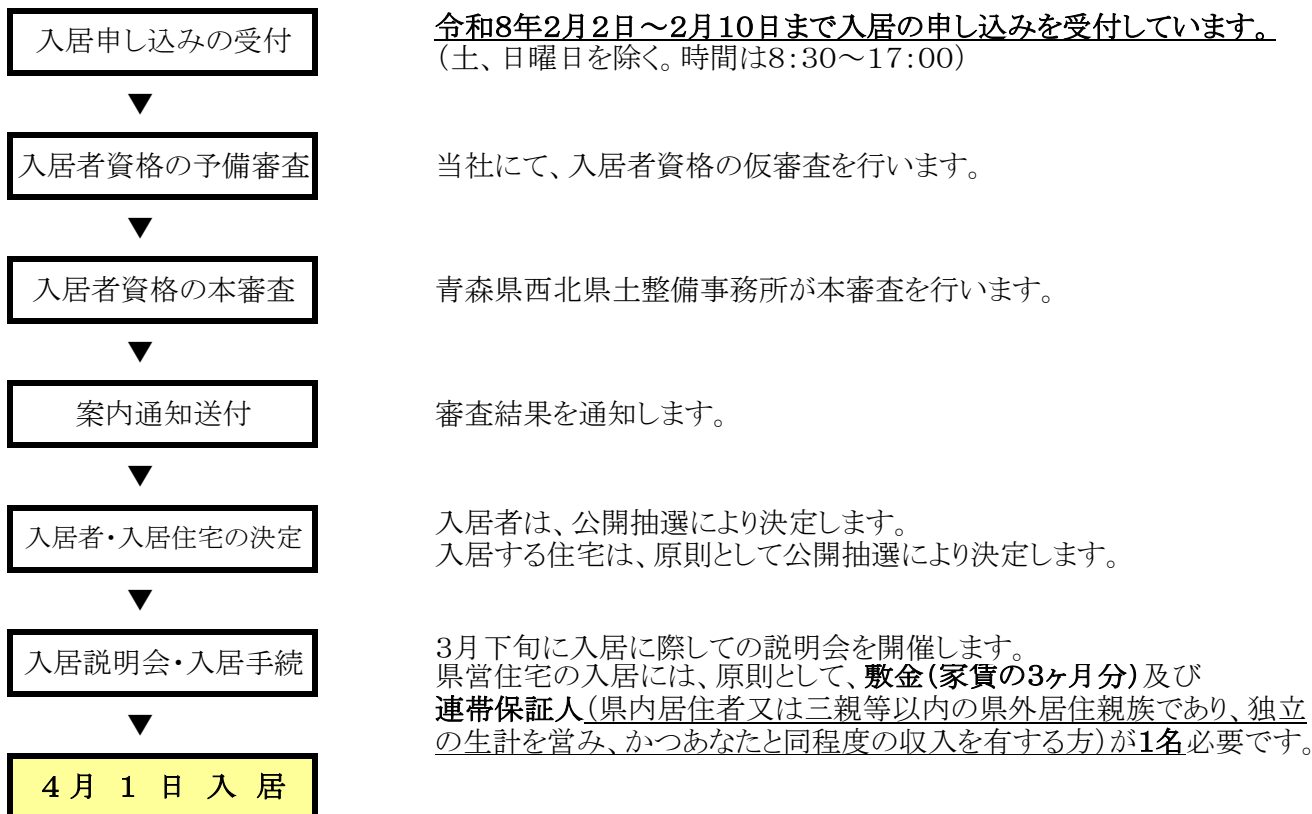 入居申し込みの受付
令和8年2月2日～2月10日まで入居の申し込みを受付しています。
(土、日曜日を除く。時間は8:30～17:00)
▼
入居者資格の予備審査
当社にて、入居者資格の仮審査を行います。
▼
入居者資格の本審査
青森県西北県土整備事務所が本審査を行います。
▼
案内通知送付
審査結果を通知します。
▼
入居者・入居住宅の決定
入居者は、公開抽選により決定します。
入居する住宅は、原則として公開抽選により決定します。
▼
入居説明会・入居手続
3月下旬に入居に際しての説明会を開催します。
県営住宅の入居には、原則として、敷金(家賃の3ヶ月分)及び
連帯保証人(県内居住者又は三親等以内の県外居住親族であり、独立
の生計を営み、かつあなたと同程度の収入を有する方)が1名必要です。
▼
4月1日入居